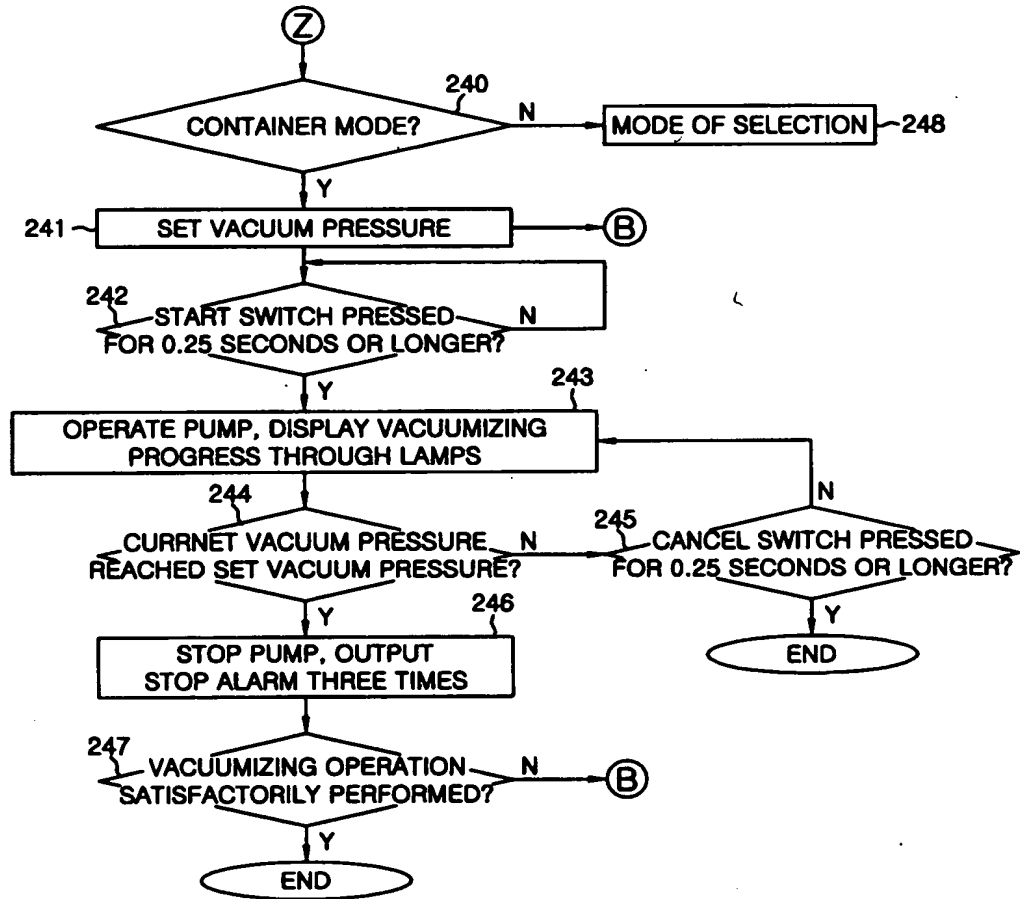 Z
240
CONTAINER MODE?
N
MODE OF SELECTION
248
Y
241
SET VACUUM PRESSURE
B
242
START SWITCH PRESSED
FOR 0.25 SECONDS OR LONGER?
N
Y
243
OPERATE PUMP, DISPLAY VACUUMIZING
PROGRESS THROUGH LAMPS
244
CURRNET VACUUM PRESSURE
REACHED SET VACUUM PRESSURE?
N
Y
245
CANCEL SWITCH PRESSED
FOR 0.25 SECONDS OR LONGER?
N
Y
END
246
STOP PUMP, OUTPUT
STOP ALARM THREE TIMES
247
VACUUMIZING OPERATION
SATISFACTORILY PERFORMED?
N
B
Y
END